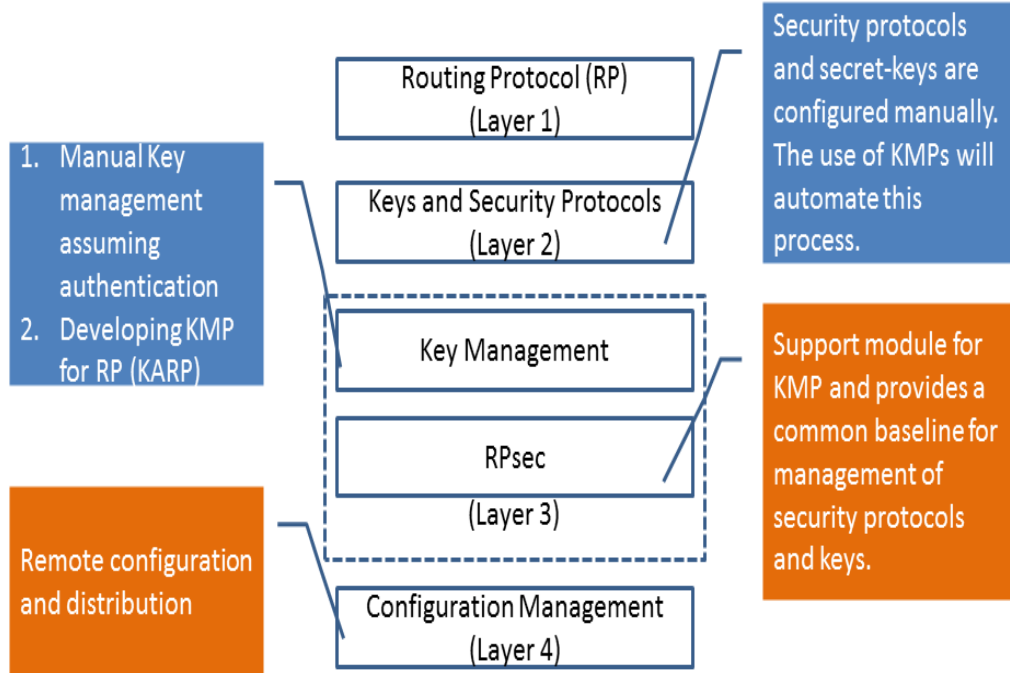 Routing Protocol (RP)
(Layer 1)
Keys and Security Protocols
(Layer 2)
Key Management
RPsec
(Layer 3)
Configuration Management
(Layer 4)
1. Manual Key
management
assuming
authentication
2. Developing KMP
for RP (KARP)
Remote configuration
and distribution
Security protocols
and secret-keys are
configured manually.
The use of KMPs will
automate this
process.
Support module for
KMP and provides a
common baseline for
management of
security protocols
and keys.